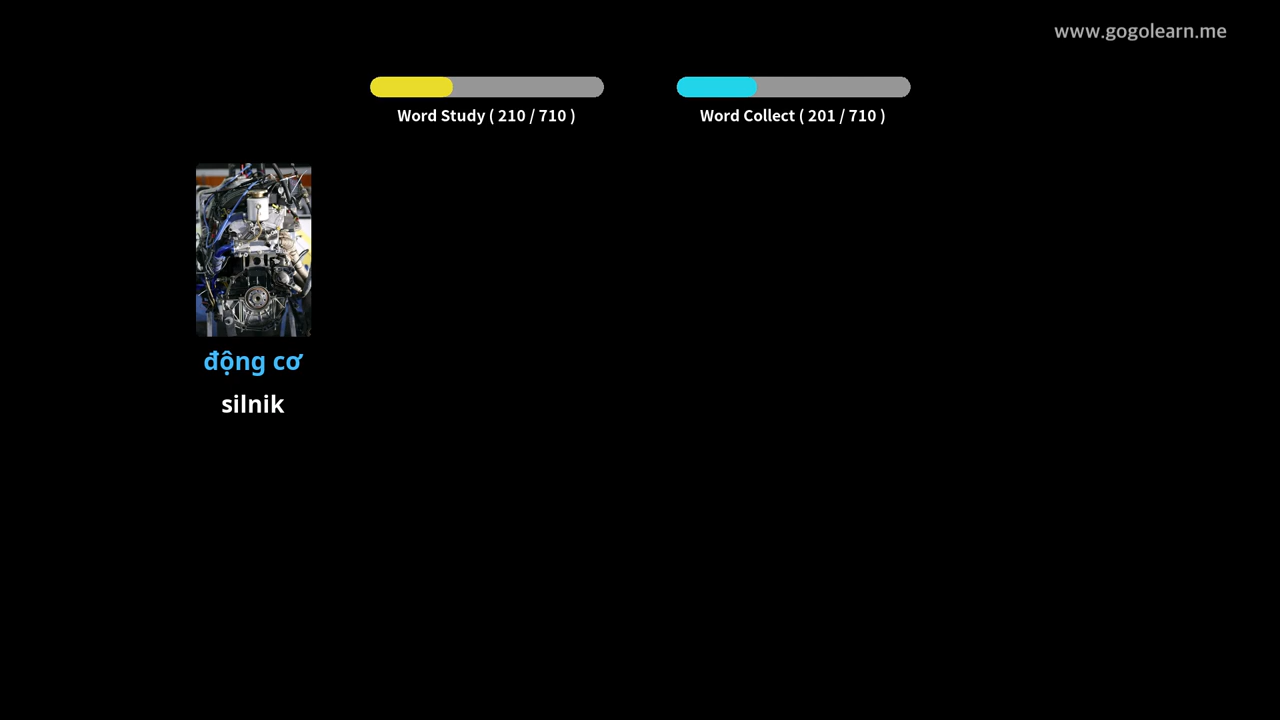 www.gogolearn.me
Word Study ( 210 / 710 )
Word Collect ( 201 / 710 )
động cơ
silnik